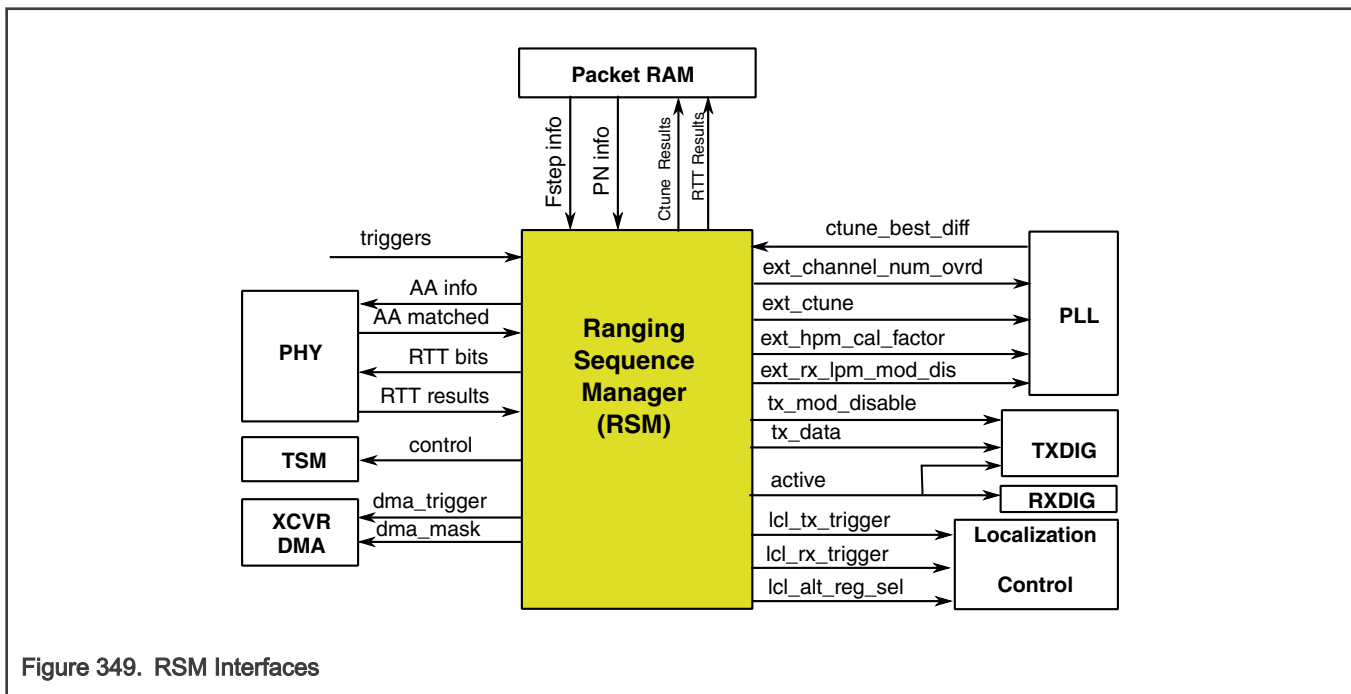 Packet RAM
Fstep info
PN info
Ctune Results
RTT Results
triggers
AA info
AA matched
RTT bits
RTT results
PHY
control
TSM
dma_trigger
dma_mask
XCVR
DMA
Ranging
Sequence
Manager
(RSM)
ctune_best_diff
ext_channel_num_ovrd
ext_ctune
ext_hpm_cal_factor
ext_rx_lpm_mod_dis
PLL
tx_mod_disable
tx_data
TXDIG
active
RXDIG
lcl_tx_trigger
lcl_rx_trigger
lcl_alt_reg_sel
Localization
Control
Figure 349. RSM Interfaces